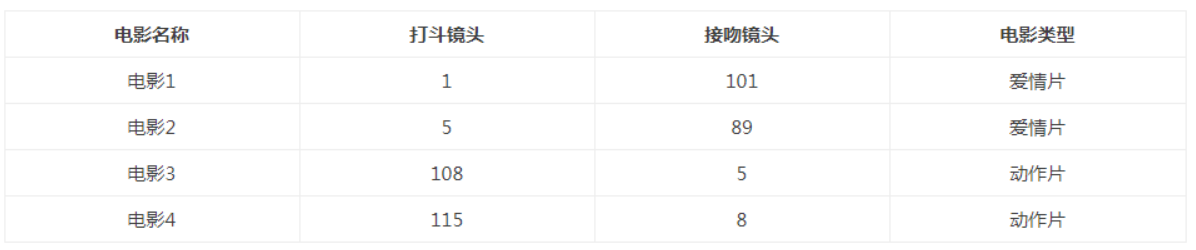 电影名称 打斗镜头 接吻镜头 电影类型
电影1 1 101 爱情片
电影2 5 89 爱情片
电影3 108 5 动作片
电影4 115 8 动作片